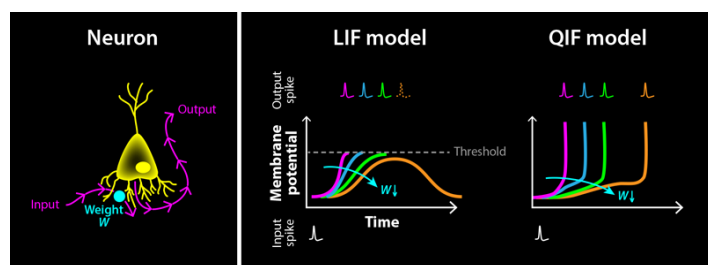 Neuron
Output
Input
Weight
W
LIF model
Output
spike
Membrane
potential
Threshold
W↓
Time
Input
spike
QIF model
W↓